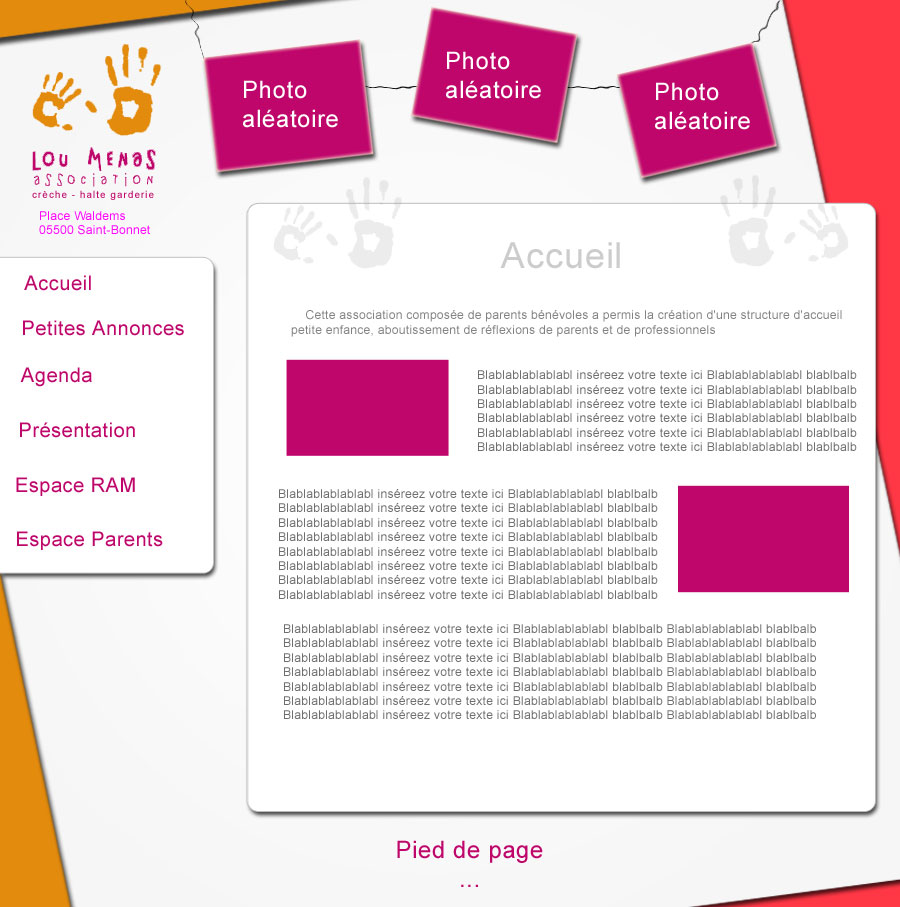 Photo
aléatoire
Photo
aléatoire
Photo
aléatoire
LOU MENAS
ASSOCIATION
crèche - halte garderie
Place Waldems
05500 Saint-Bonnet
Accueil
Petites Annonces
Agenda
Présentation
Espace RAM
Espace Parents
Accueil
Cette association composée de parents bénévoles a permis la création d'une structure d'accueil
petite enfance, aboutissement de réflexions de parents et de professionnels
Blablablablablabl inséreez votre texte ici Blablablablablabl blablbalb
Blablablablablabl inséreez votre texte ici Blablablablablabl blablbalb
Blablablablablabl inséreez votre texte ici Blablablablablabl blablbalb
Blablablablablabl inséreez votre texte ici Blablablablablabl blablbalb
Blablablablablabl inséreez votre texte ici Blablablablablabl blablbalb
Blablablablablabl inséreez votre texte ici Blablablablablabl blablbalb
Blablablablablabl inséreez votre texte ici Blablablablablabl blablbalb
Blablablablablabl inséreez votre texte ici Blablablablablabl blablbalb
Blablablablablabl inséreez votre texte ici Blablablablablabl blablbalb
Blablablablablabl inséreez votre texte ici Blablablablablabl blablbalb
Blablablablablabl inséreez votre texte ici Blablablablablabl blablbalb
Blablablablablabl inséreez votre texte ici Blablablablablabl blablbalb
Blablablablablabl inséreez votre texte ici Blablablablablabl blablbalb
Blablablablablabl inséreez votre texte ici Blablablablablabl blablbalb
Blablablablablabl inséreez votre texte ici Blablablablablabl blablbalb Blablablablablabl blablbalb
Blablablablablabl inséreez votre texte ici Blablablablablabl blablbalb Blablablablablabl blablbalb
Blablablablablabl inséreez votre texte ici Blablablablablabl blablbalb Blablablablablabl blablbalb
Blablablablablabl inséreez votre texte ici Blablablablablabl blablbalb Blablablablablabl blablbalb
Blablablablablabl inséreez votre texte ici Blablablablablabl blablbalb Blablablablablabl blablbalb
Blablablablablabl inséreez votre texte ici Blablablablablabl blablbalb Blablablablablabl blablbalb
Blablablablablabl inséreez votre texte ici Blablablablablabl blablbalb Blablablablablabl blablbalb
Pied de page
...